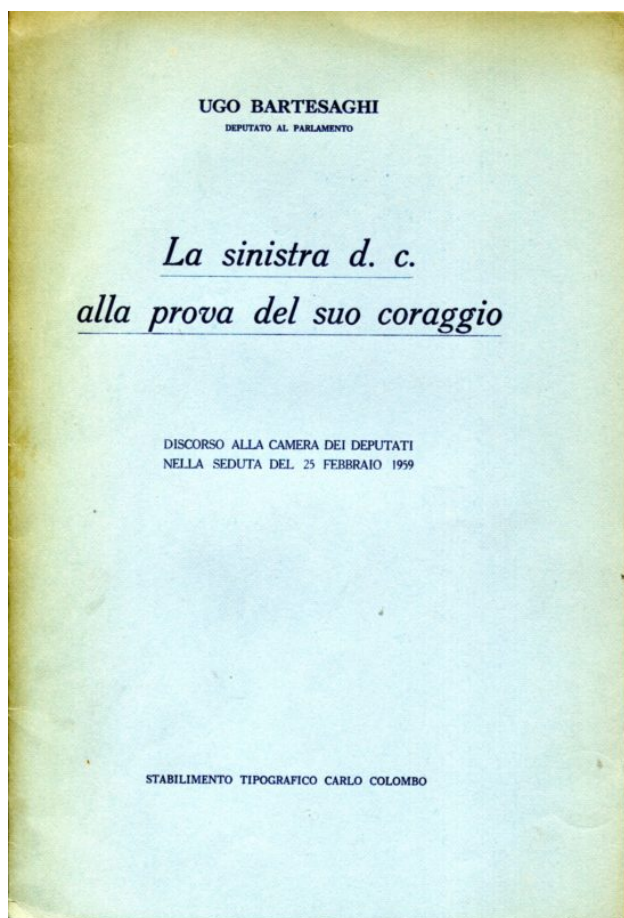 UGO BARTESAGHI
DEPUTATO AL PARLAMENTO
La sinistra d. c.
alla prova del suo coraggio
DISCORSO ALLA CAMERA DEI DEPUTATI
NELLA SEDUTA DEL 25 FEBBRAIO 1959
STABILIMENTO TIPOGRAFICO CARLO COLOMBO